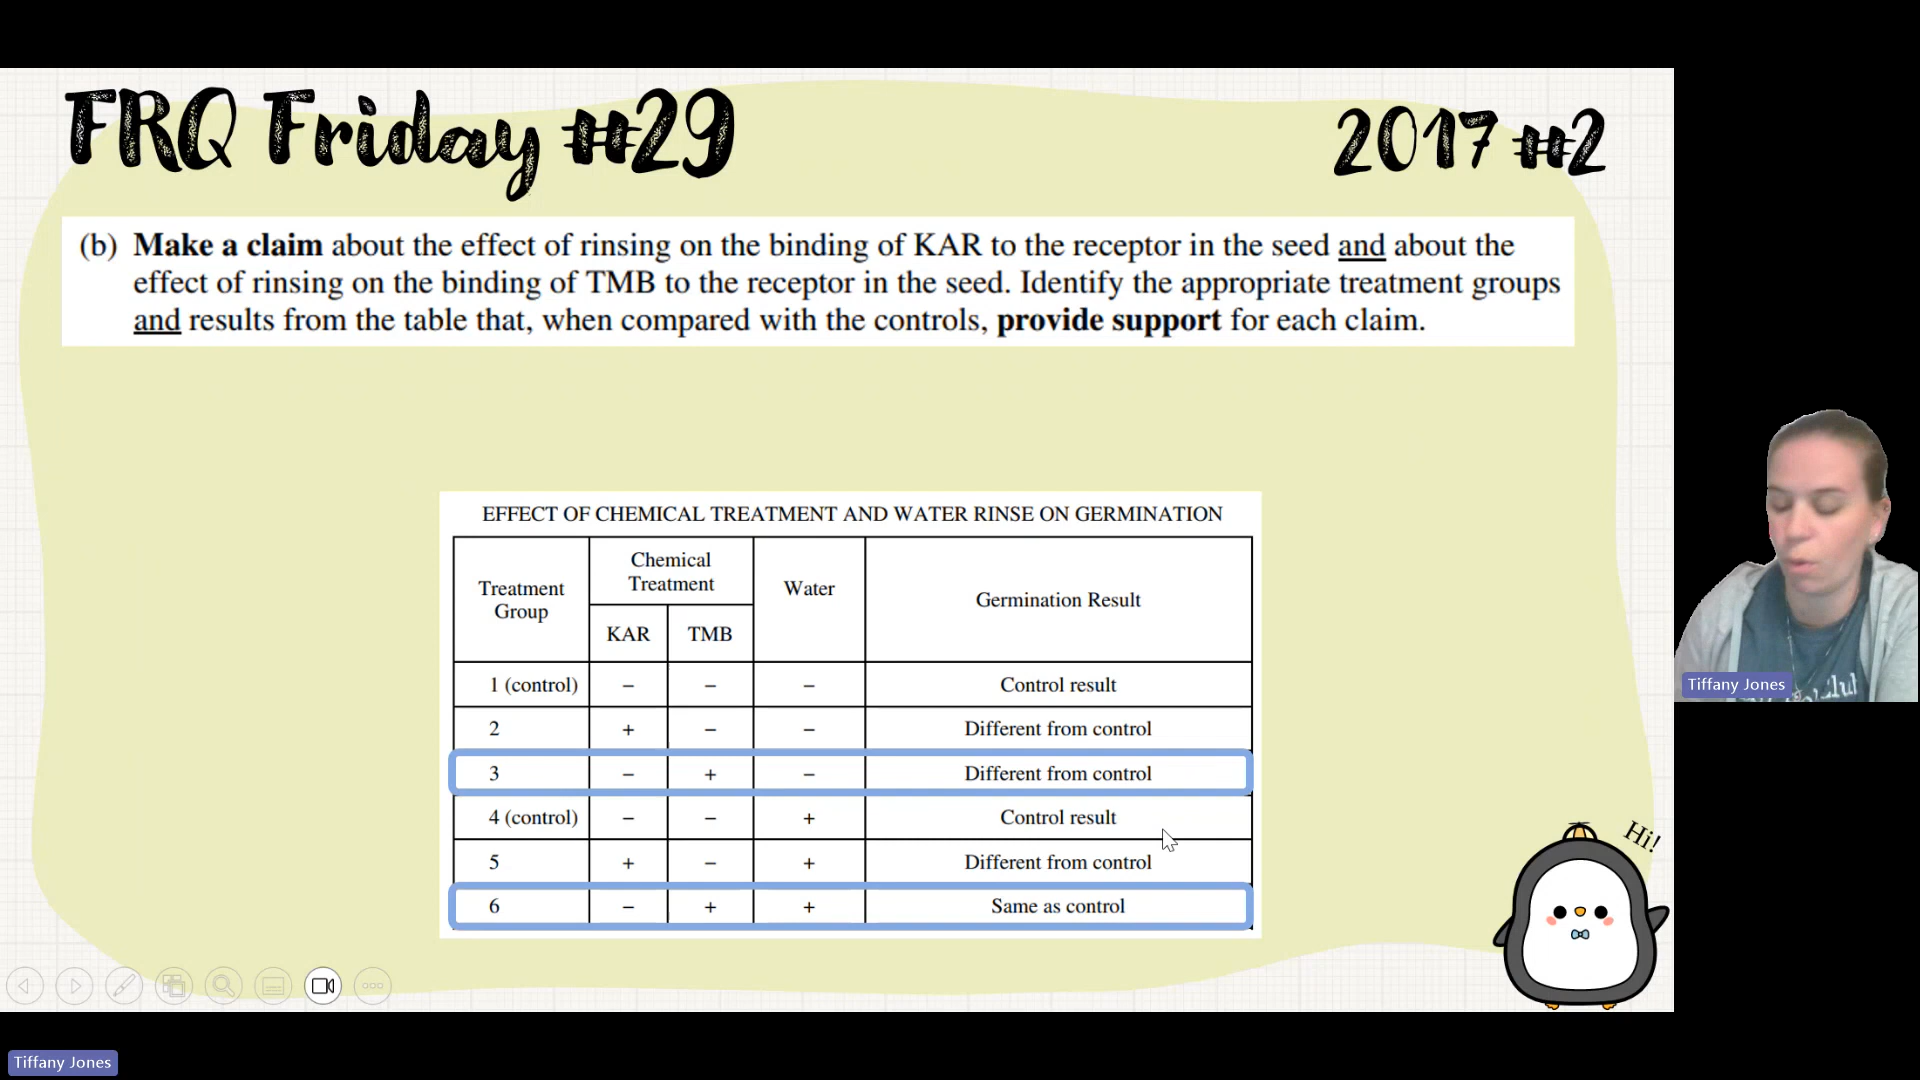 FRQ Friday #29
2017 #2
(b) Make a claim about the effect of rinsing on the binding of KAR to the receptor in the seed and about the
effect of rinsing on the binding of TMB to the receptor in the seed. Identify the appropriate treatment groups
and results from the table that, when compared with the controls, provide support for each claim.
EFFECT OF CHEMICAL TREATMENT AND WATER RINSE ON GERMINATION
Treatment Group
Chemical Treatment
Water
Germination Result
KAR TMB
1 (control) − − − Control result
2 + − − Different from control
3 − + − Different from control
4 (control) − − + Control result
5 + − + Different from control
6 − + + Same as control
Hi!
Tiffany Jones
Tiffany Jones